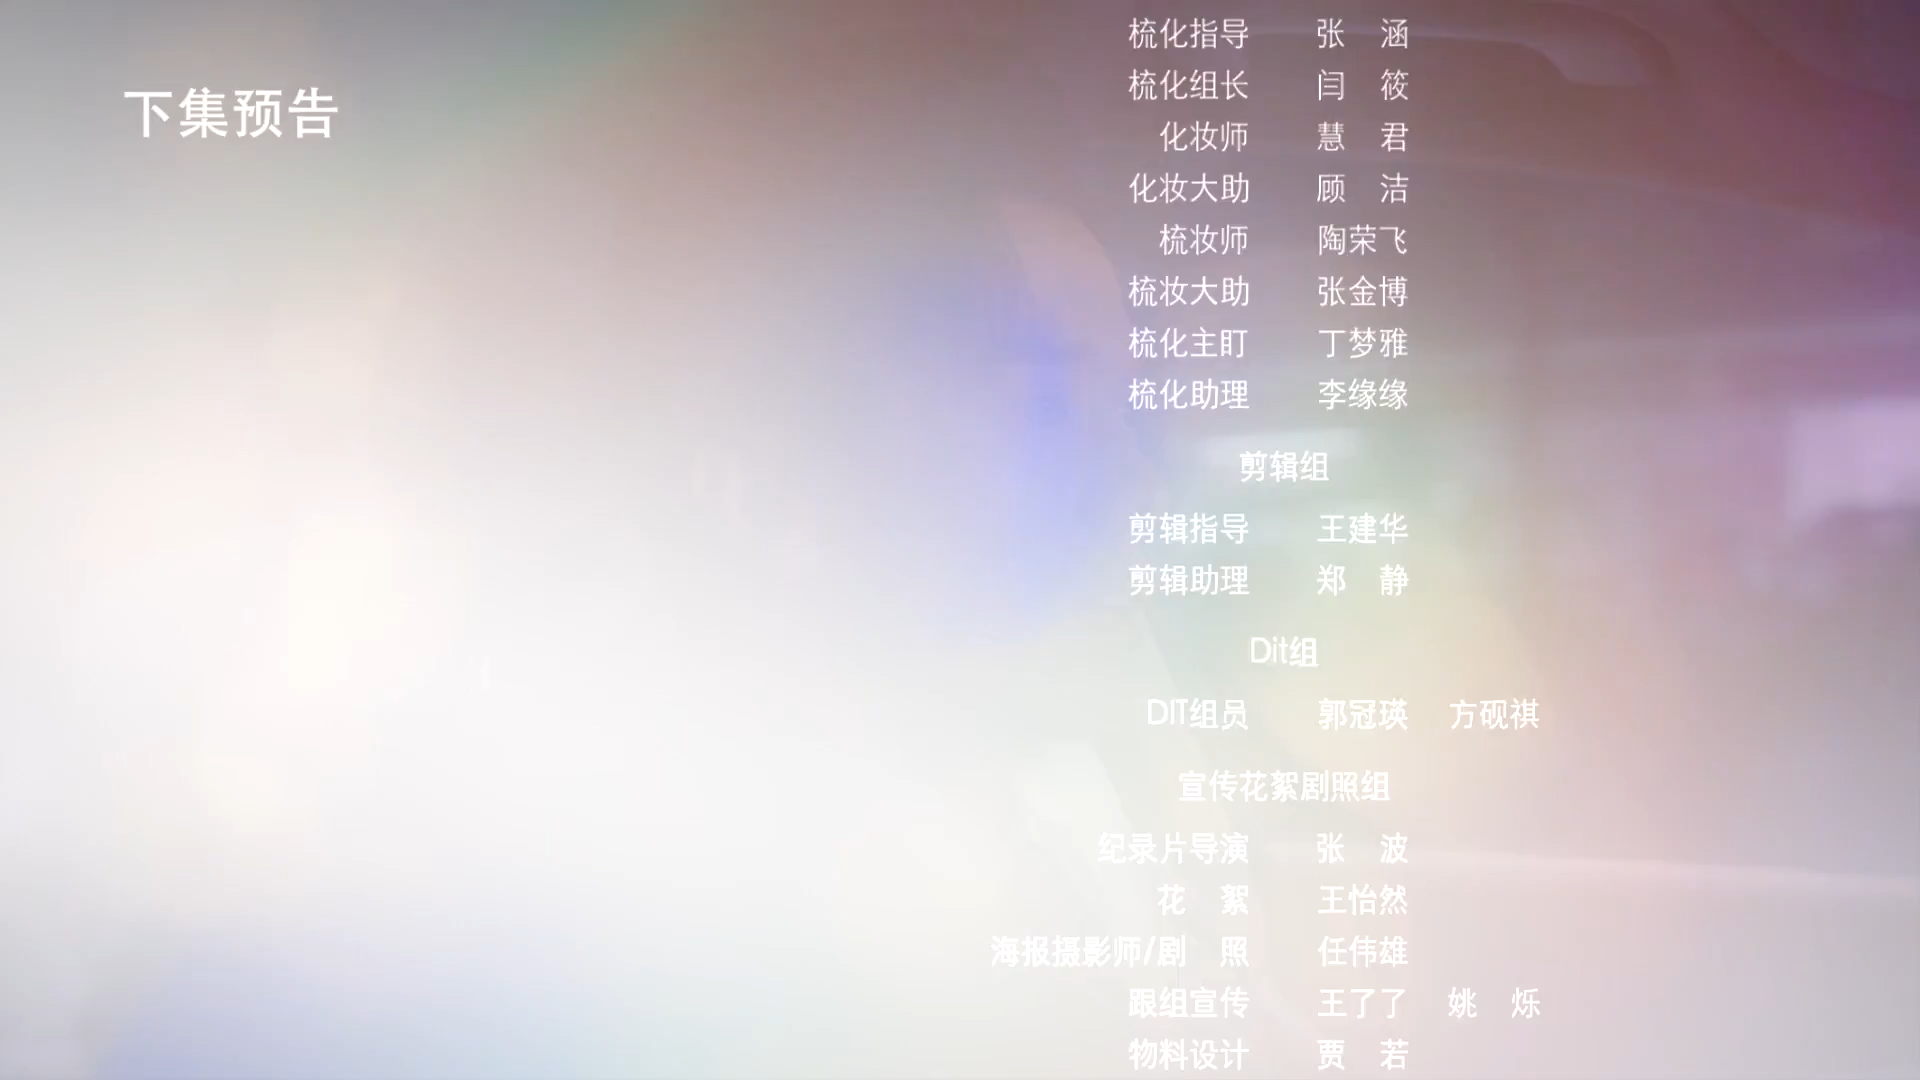 下集预告
梳化指导 张 涵
梳化组长 闫 筱
化妆师 慧 君
化妆大助 顾 洁
梳妆师 陶荣飞
梳妆大助 张金博
梳化主盯 丁梦雅
梳化助理 李缘缘
剪辑组
剪辑指导 王建华
剪辑助理 郑 静
Dit组
DIT组员 郭冠瑛 方砚祺
宣传花絮剧照组
纪录片导演 张 波
花 絮 王怡然
海报摄影师/剧 照 任伟雄
跟组宣传 王了了 姚 烁
物料设计 贾 若